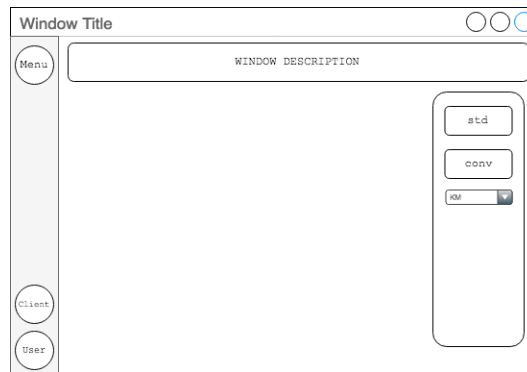 Window Title
Menu
WINDOW DESCRIPTION
std
conv
KM
Client
User